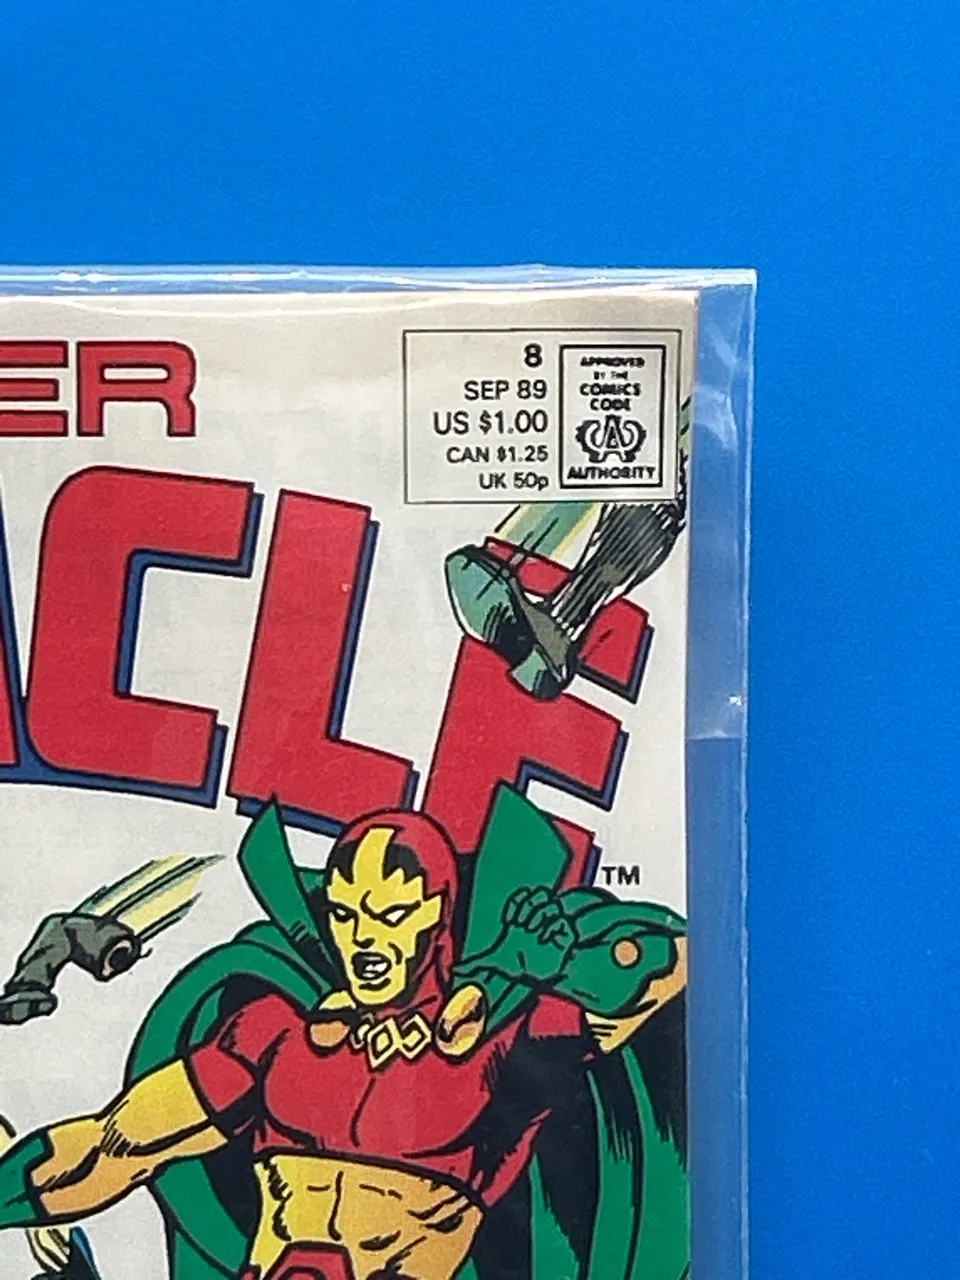 ER
8
SEP 89
US $1.00
CAN $1.25
UK 50p
APPROVED
BY THE
COMICS
CODE
A
AUTHORITY
ACLE
TM